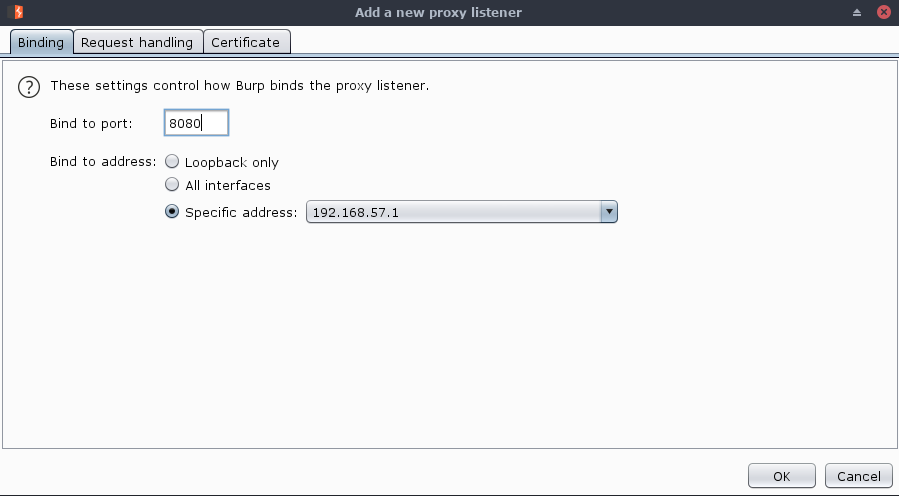 Add a new proxy listener
Binding Request handling Certificate
? These settings control how Burp binds the proxy listener.
Bind to port: 8080
Bind to address: Loopback only
All interfaces
Specific address: 192.168.57.1
OK Cancel